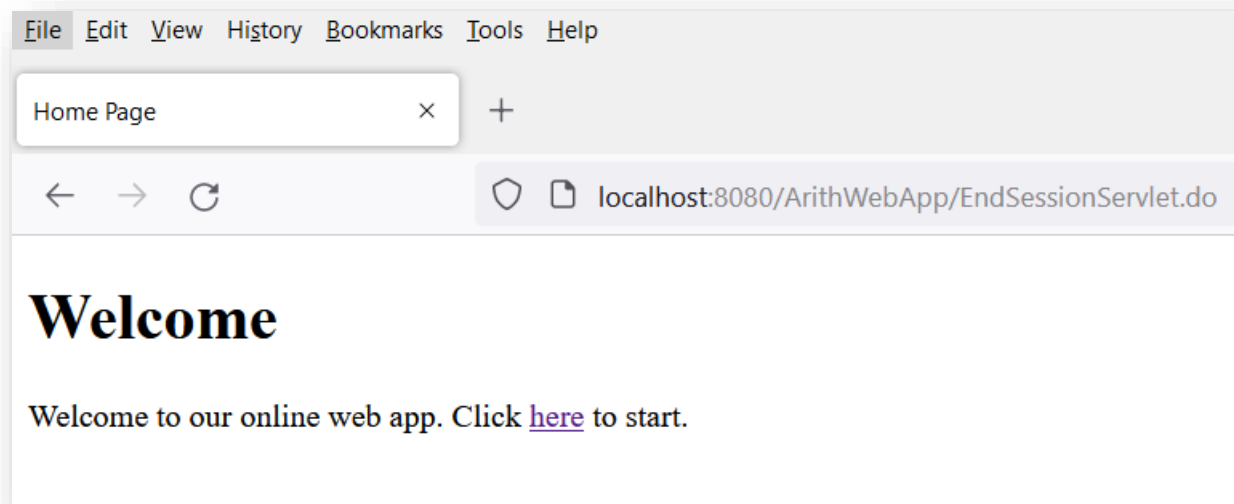 File Edit View History Bookmarks Tools Help
Home Page
localhost:8080/ArithWebApp/EndSessionServlet.do
Welcome
Welcome to our online web app. Click here to start.